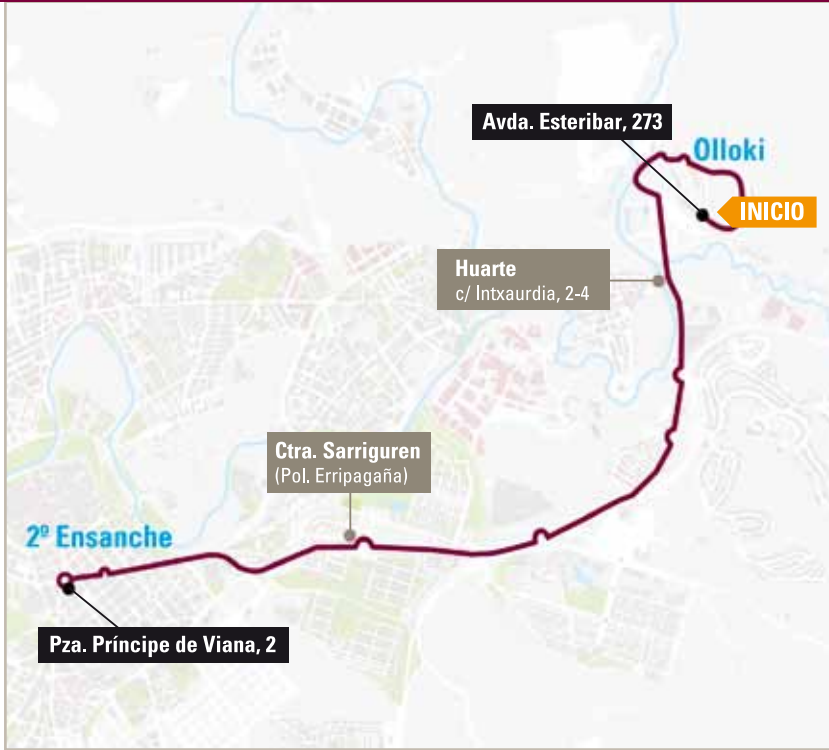 Avda. Esteribar, 273
Olloki
INICIO
Huarte
c/ Intxaurdia, 2-4
Ctra. Sarriguren
(Pol. Erripagaña)
2º Ensanche
Pza. Príncipe de Viana, 2